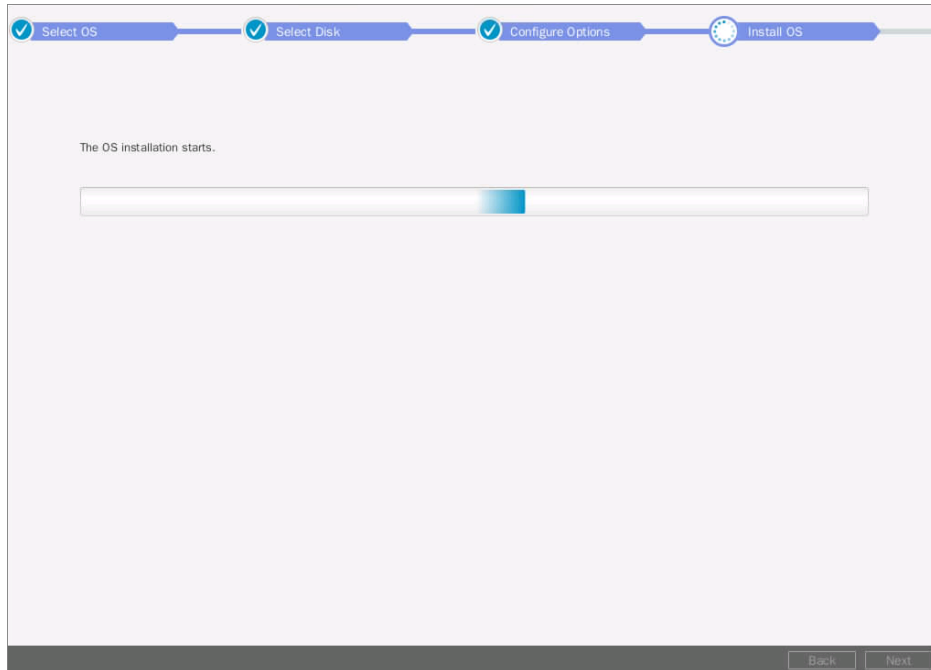 Select OS
Select Disk
Configure Options
Install OS
The OS installation starts.
Back
Next